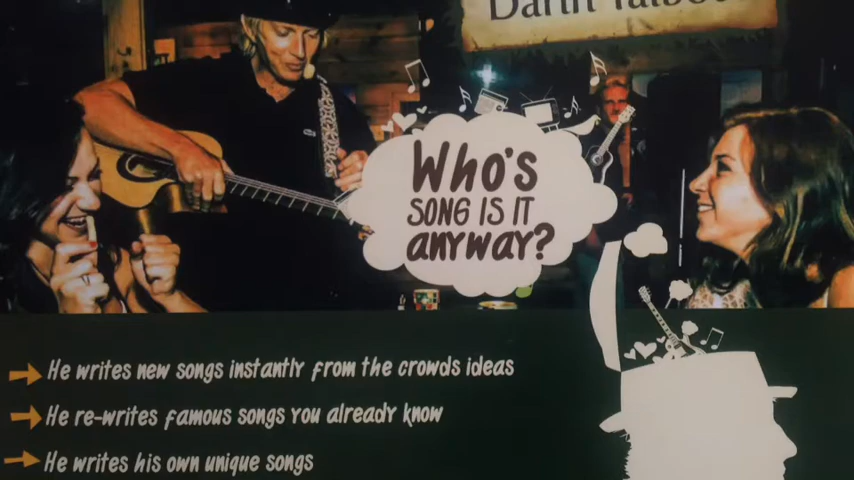 Darin
WHO'S
SONG IS IT
anyway?
He writes new songs instantly from the crowds ideas
He re-writes famous songs you already know
He writes his own unique songs